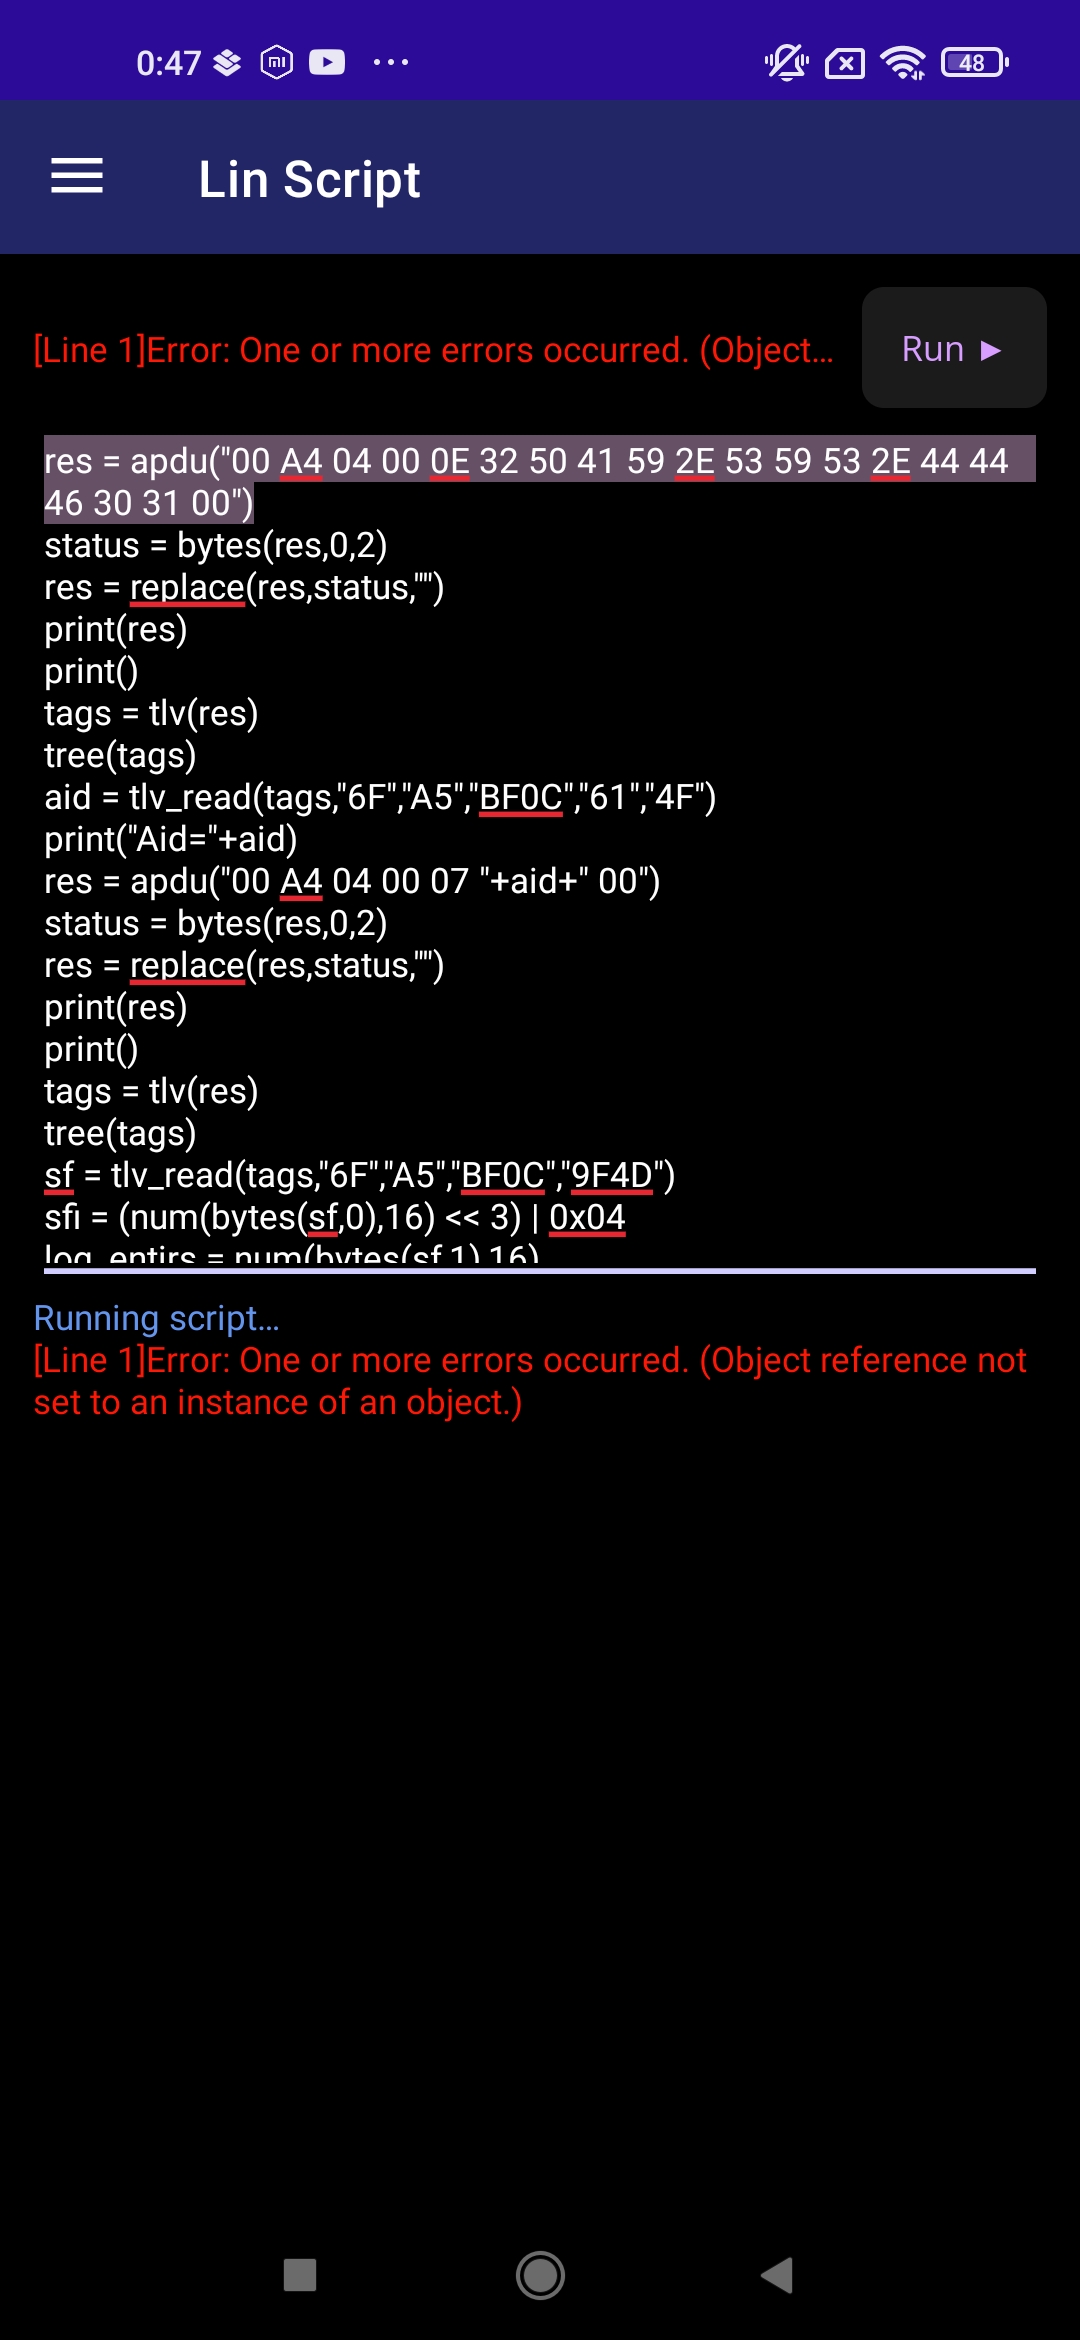 0:47
48
Lin Script
[Line 1]Error: One or more errors occurred. (Object...
Run ▶
res = apdu("00 A4 04 00 0E 32 50 41 59 2E 53 59 53 2E 44 44
46 30 31 00")
status = bytes(res,0,2)
res = replace(res,status,"")
print(res)
print()
tags = tlv(res)
tree(tags)
aid = tlv_read(tags,"6F","A5","BF0C","61","4F")
print("Aid="+aid)
res = apdu("00 A4 04 00 07 "+aid+" 00")
status = bytes(res,0,2)
res = replace(res,status,"")
print(res)
print()
tags = tlv(res)
tree(tags)
sf = tlv_read(tags,"6F","A5","BF0C","9F4D")
sfi = (num(bytes(sf,0),16) << 3) | 0x04
log_entirs = num(bytes(sf,1),16)
Running script...
[Line 1]Error: One or more errors occurred. (Object reference not
set to an instance of an object.)